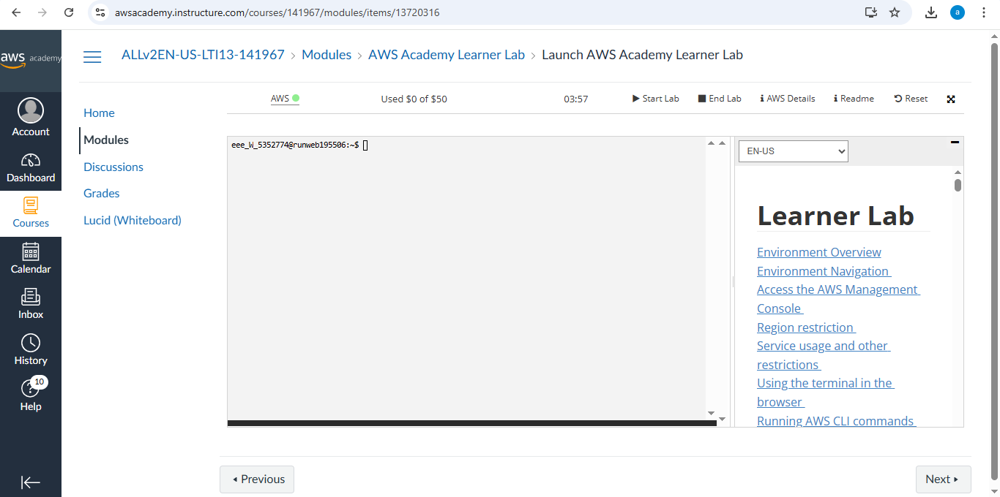 awsacademy.instructure.com/courses/141967/modules/items/13720316
a
aws academy
ALLv2EN-US-LTI13-141967 › Modules › AWS Academy Learner Lab › Launch AWS Academy Learner Lab
Account
Dashboard
Courses
Calendar
Inbox
History
10
Help
Home
Modules
Discussions
Grades
Lucid (Whiteboard)
AWS Used $0 of $50 03:57 Start Lab End Lab AWS Details Readme Reset
eee_W_5352774@runweb195506:~$
EN-US
Learner Lab
Environment Overview
Environment Navigation
Access the AWS Management
Console
Region restriction
Service usage and other
restrictions
Using the terminal in the
browser
Running AWS CLI commands
Previous
Next